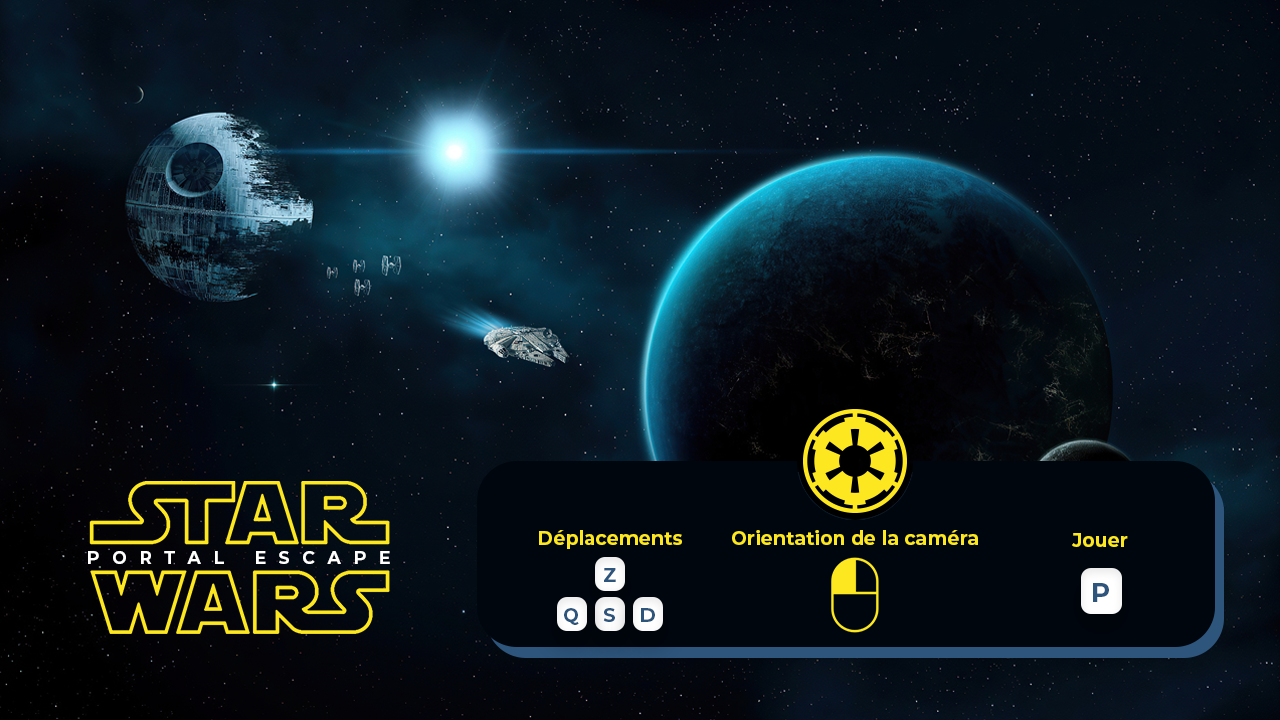 STAR
PORTAL ESCAPE
WARS
Déplacements
Z
Q S D
Orientation de la caméra
Jouer
P